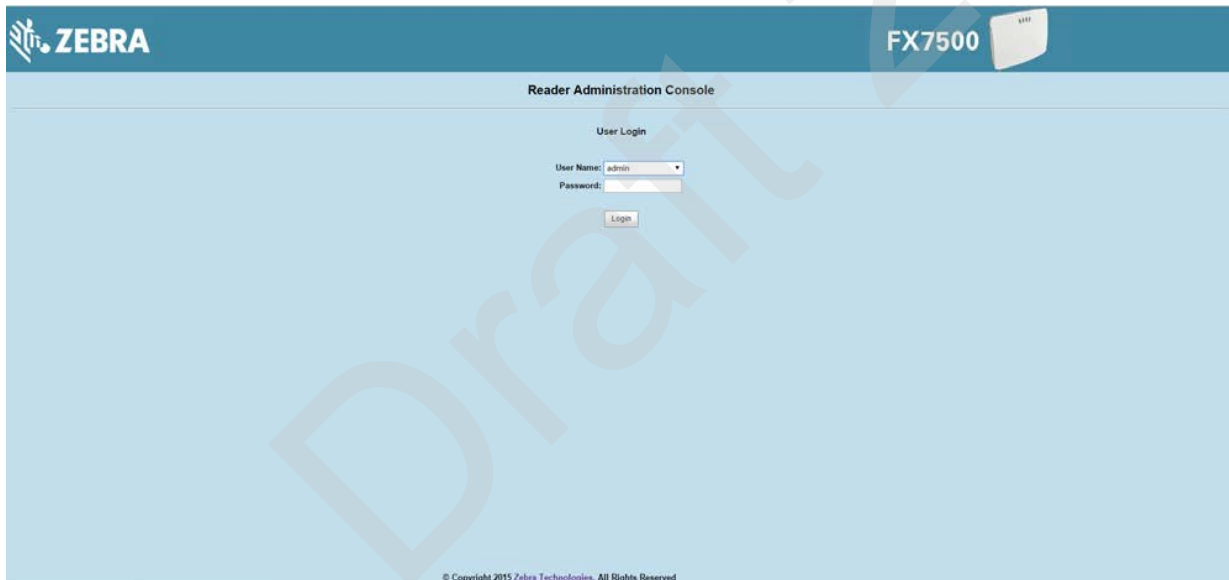 ZEBRA
FX7500
Reader Administration Console
User Login
User Name: admin
Password:
Login
© Copyright 2015 Zebra Technologies. All Rights Reserved
Draft 2